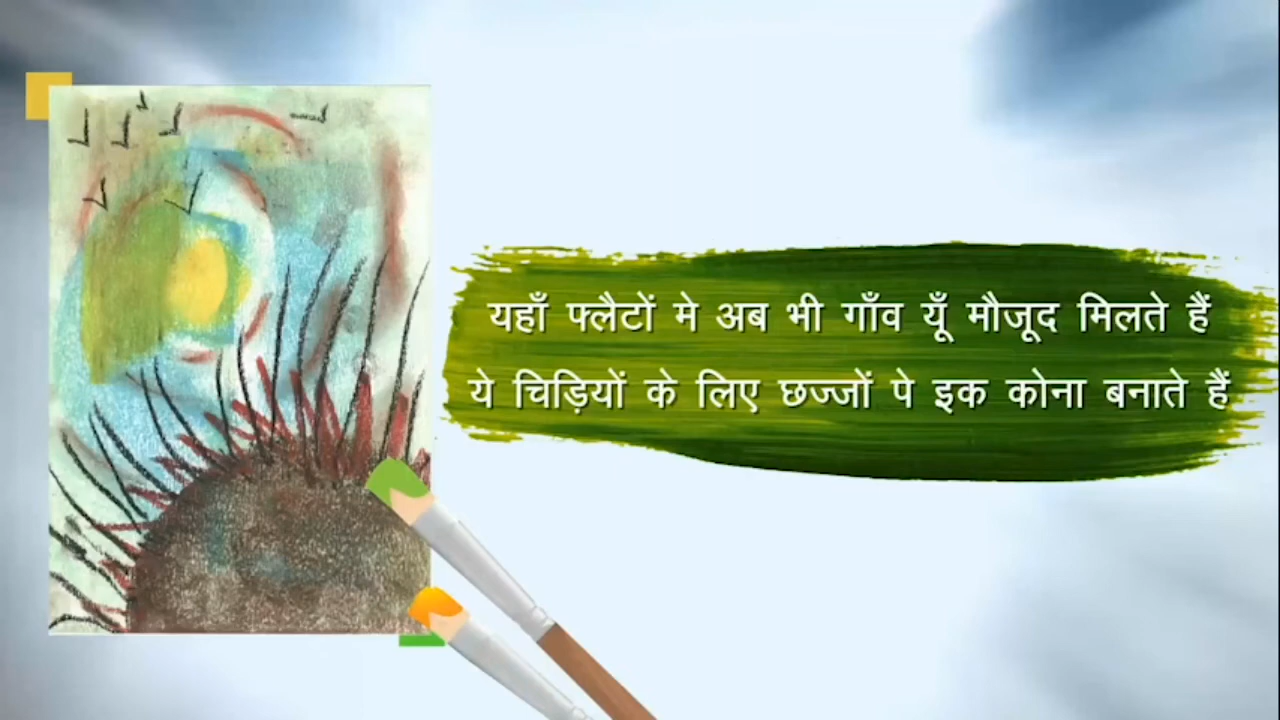 यहाँ फ्लैटों मे अब भी गाँव यूँ मौजूद मिलते हैं
ये चिड़ियों के लिए छज्जों पे इक कोना बनाते हैं